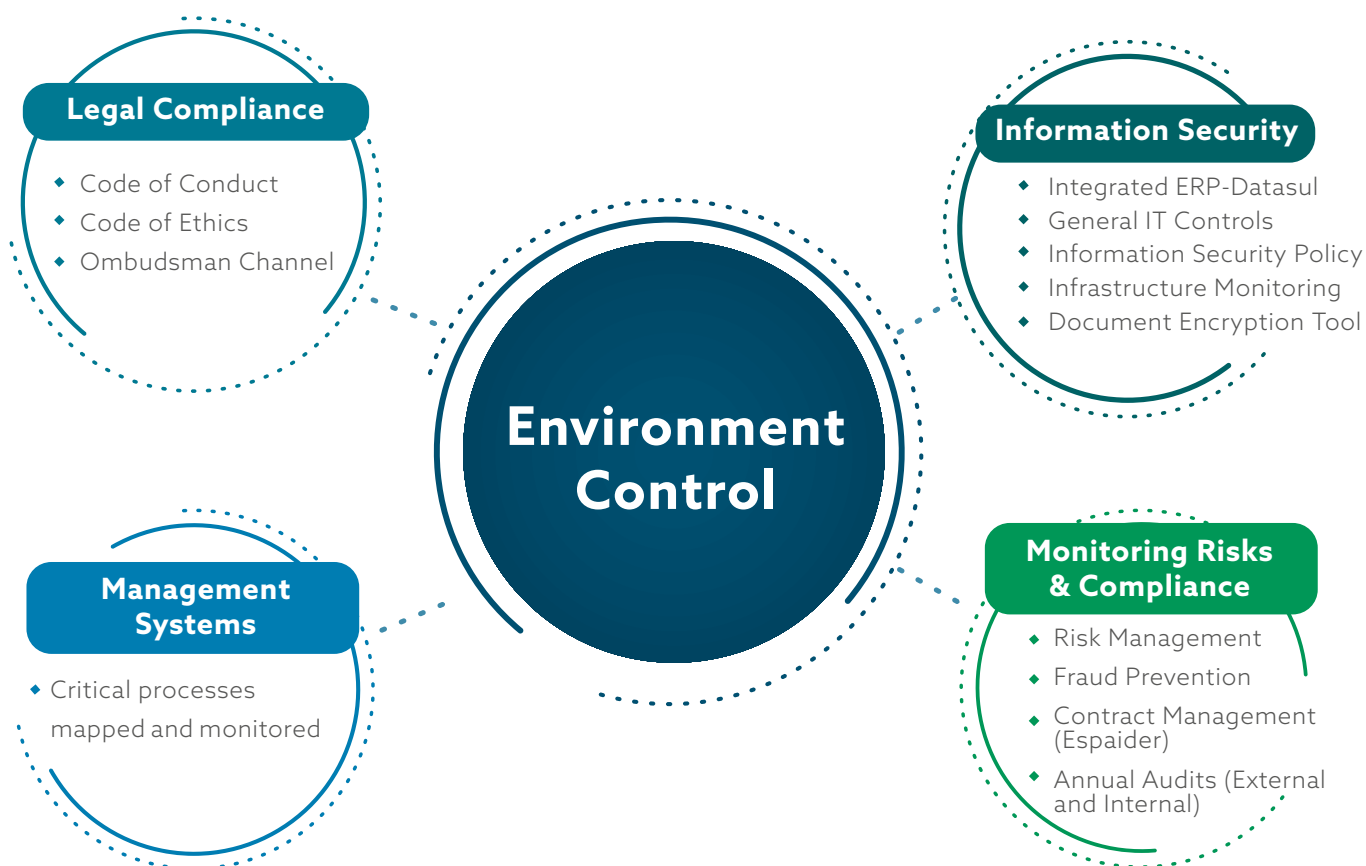 Legal Compliance
Code of Conduct
Code of Ethics
Ombudsman Channel
Information Security
Integrated ERP-Datasul
General IT Controls
Information Security Policy
Infrastructure Monitoring
Document Encryption Tool
Environment
Control
Management
Systems
Critical processes
mapped and monitored
Monitoring Risks
& Compliance
Risk Management
Fraud Prevention
Contract Management
(Espaider)
Annual Audits (External
and Internal)